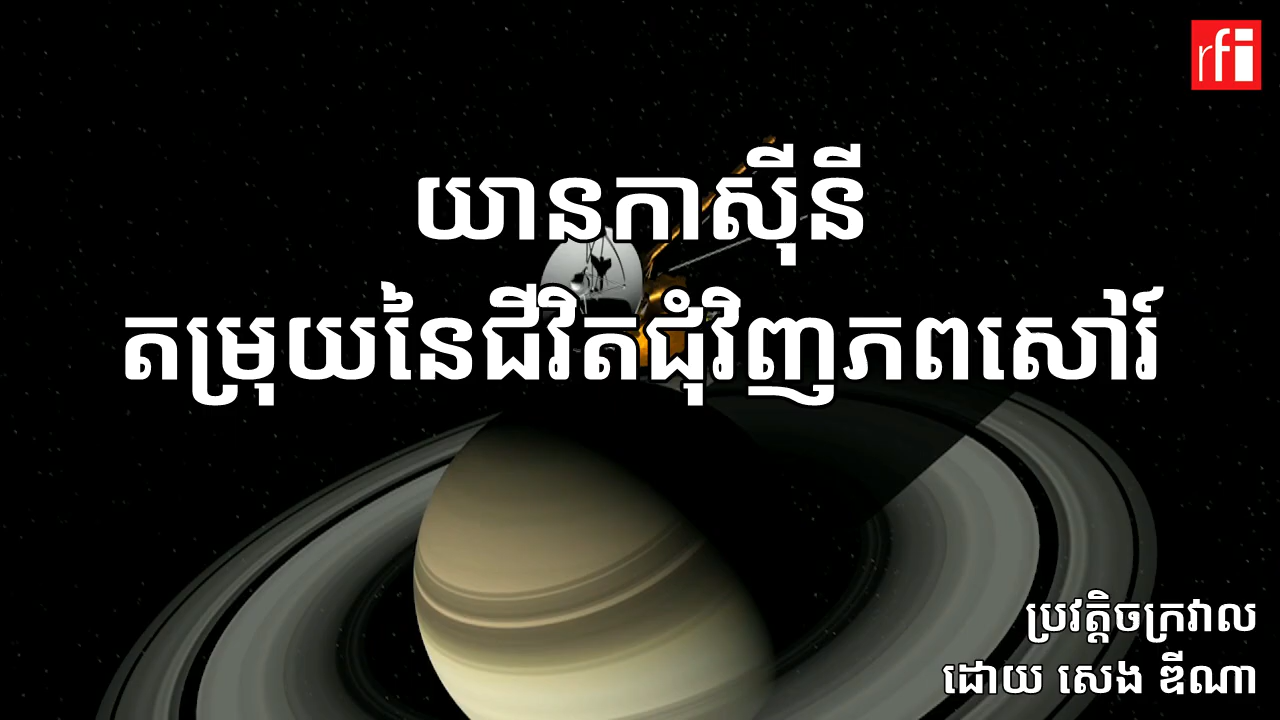 rfi
យានកាស៊ីនី
តម្រុយនៃជីវិតជុំវិញភពសៅរ៍
ប្រវត្តិចក្រវាល
ដោយ សេង ឌីណា